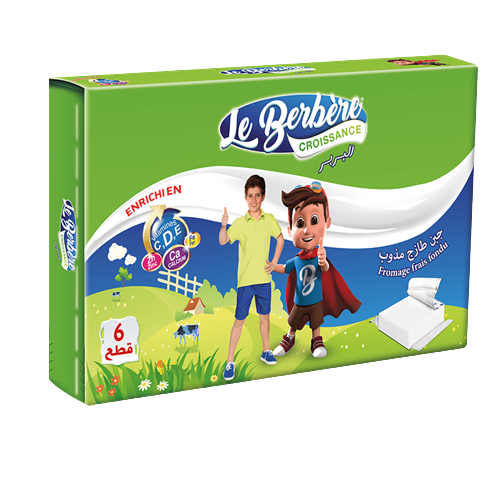 Le Berbère
CROISSANCE
البربر
ENRICHI EN
Vitamines
C, D, E
Ca
CALCIUM
جبن طازج مذوب
Fromage frais fondu
6
قطع
Le Berbère
B